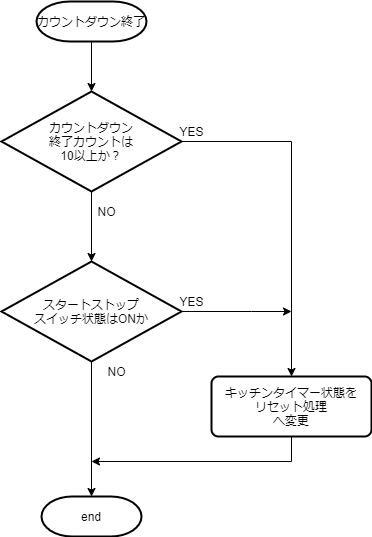 カウントダウン終了
カウントダウン
終了カウントは
10以上か？
YES
NO
スタートストップ
スイッチ状態はONか
YES
NO
キッチンタイマー状態を
リセット処理
へ変更
end